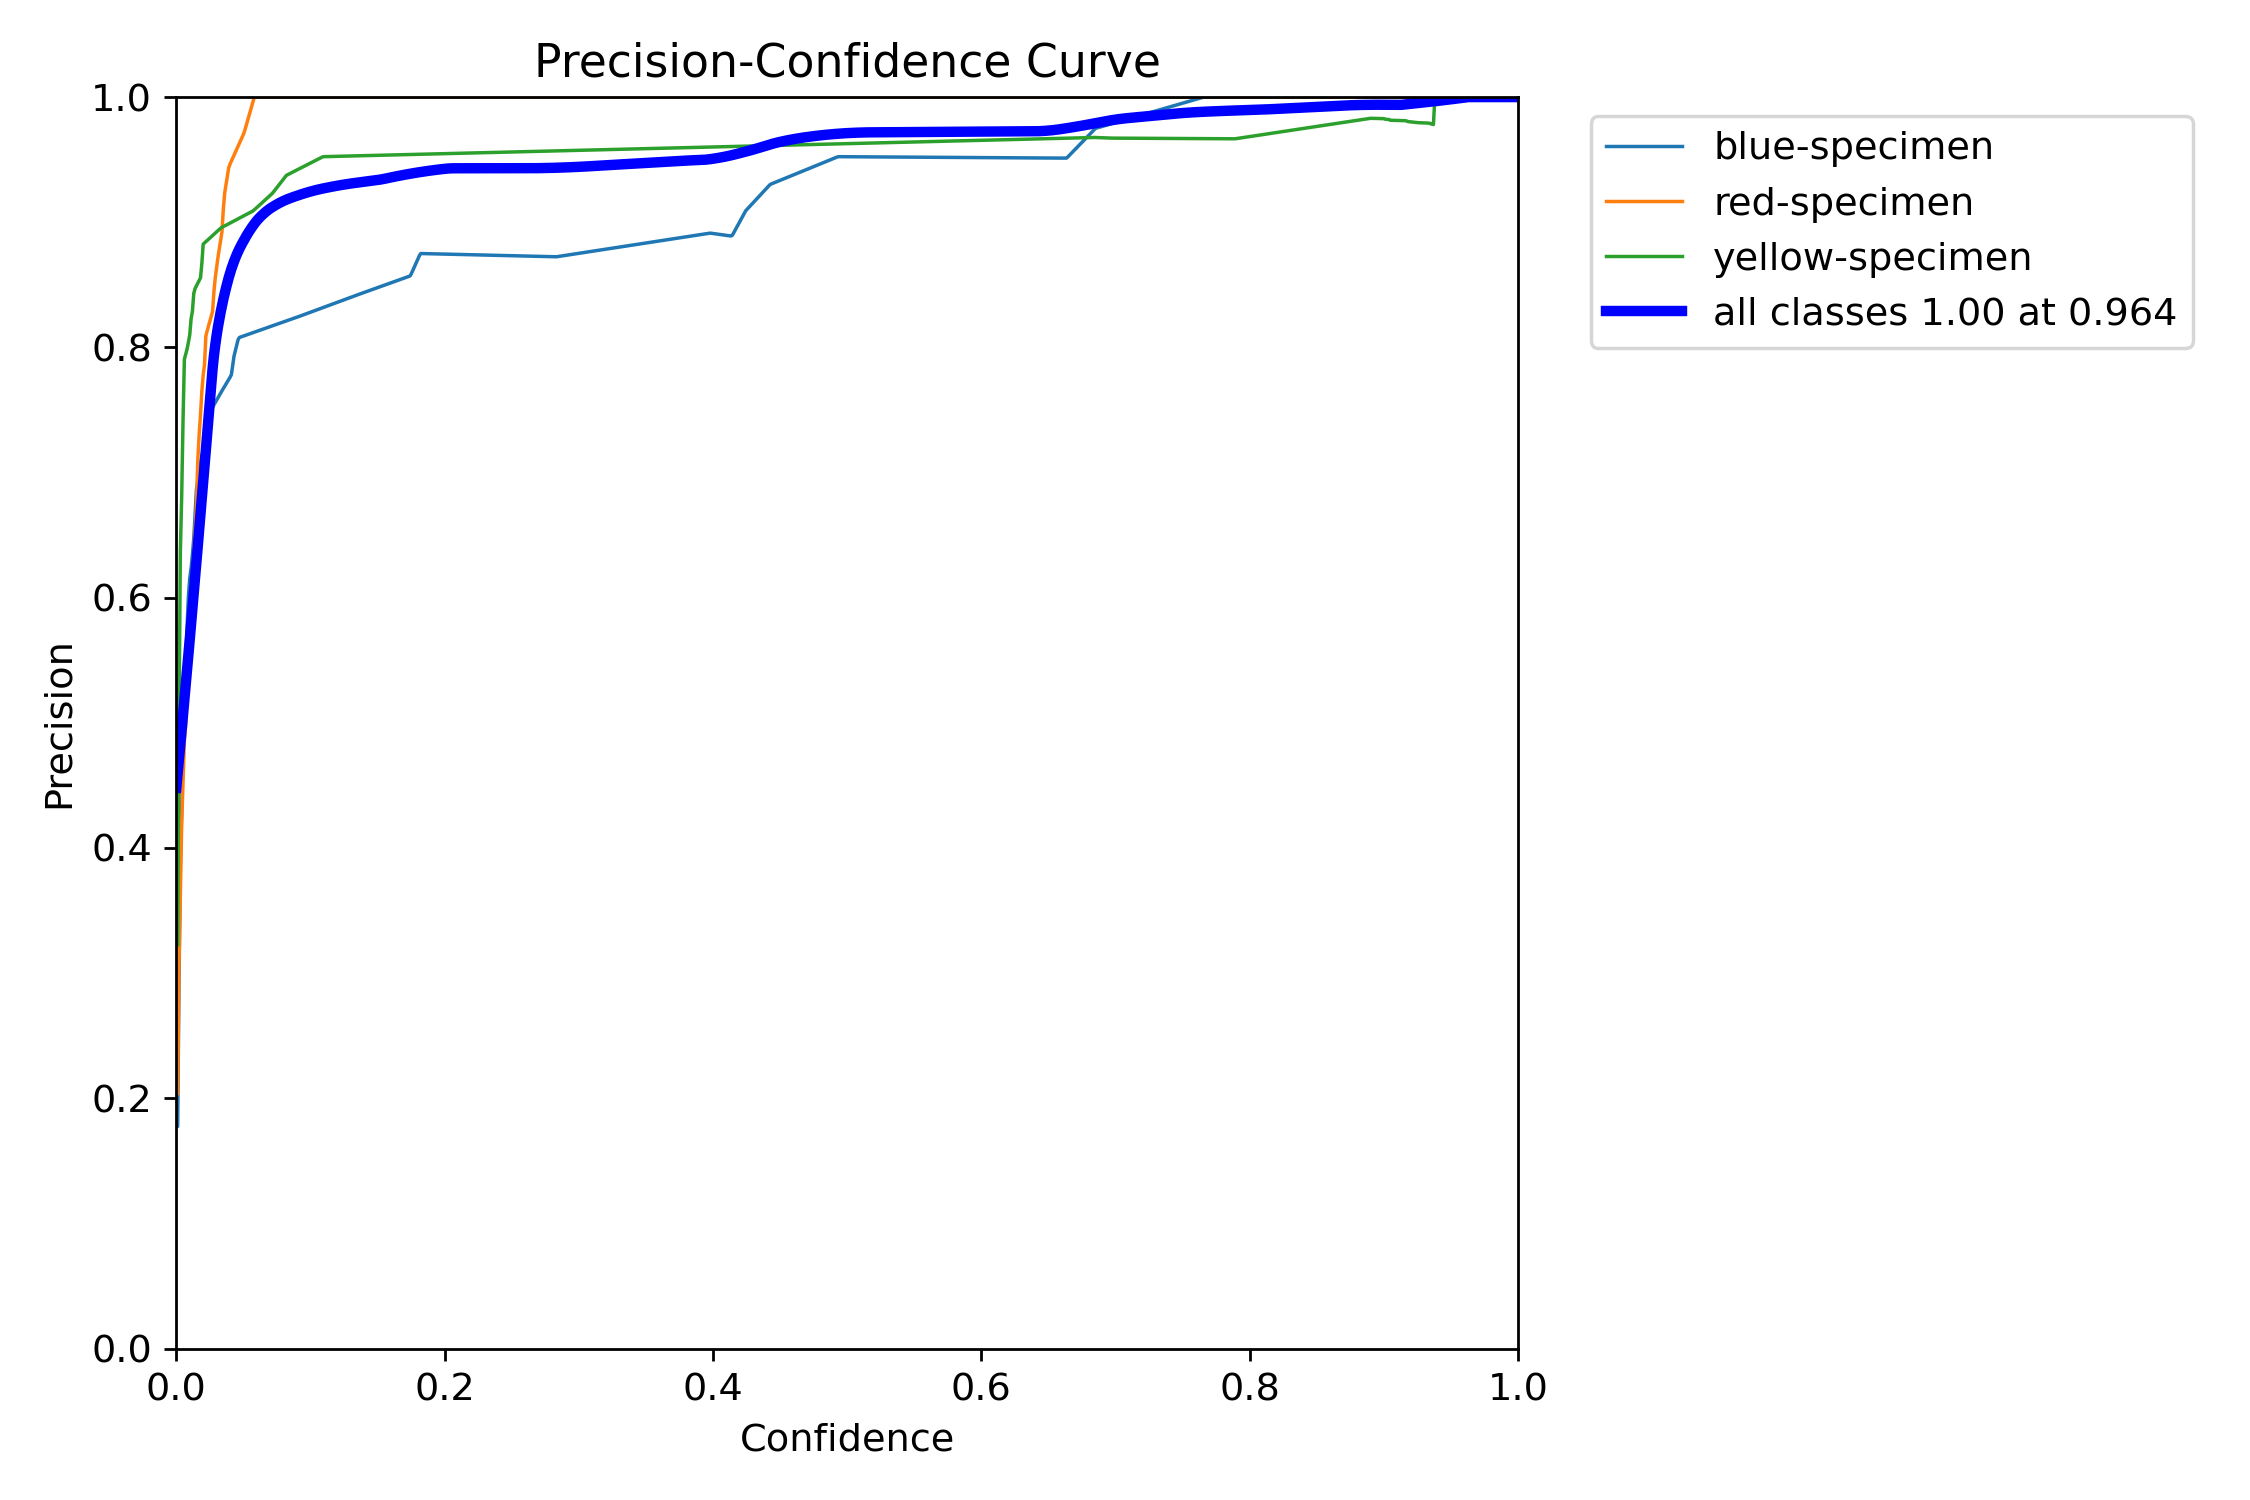 Precision-Confidence Curve
1.0
0.8
0.6
0.4
0.2
0.0
Precision
0.0 0.2 0.4 0.6 0.8 1.0
Confidence
blue-specimen
red-specimen
yellow-specimen
all classes 1.00 at 0.964